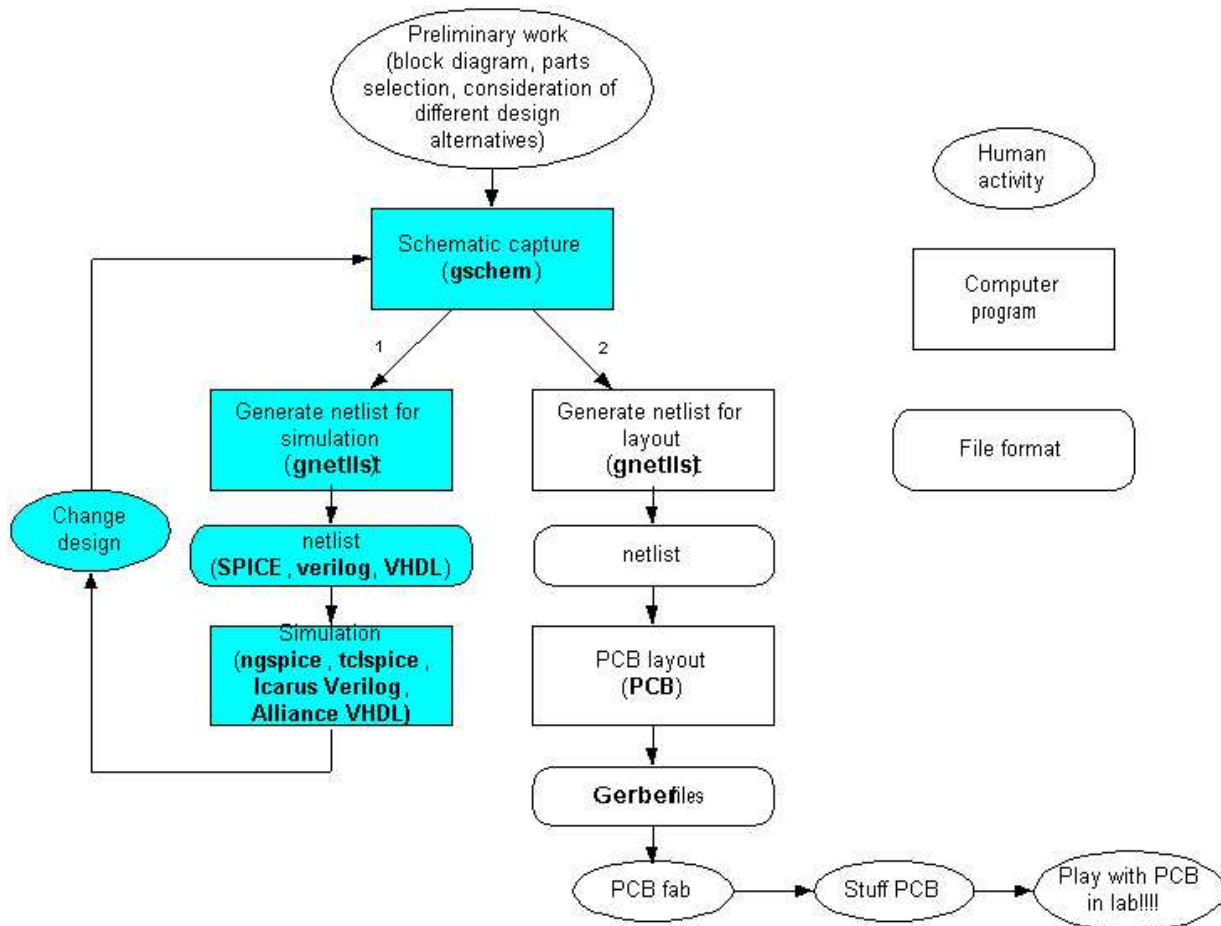 Preliminary work
(block diagram, parts
selection, consideration of
different design
alternatives)
Human
activity
Schematic capture
(gschem)
Computer
program
1
2
Generate netlist for
simulation
(gnetlist)
Generate netlist for
layout
(gnetlist)
File format
Change
design
netlist
(SPICE, verilog, VHDL)
netlist
Simulation
(ngspice, tclspice,
Icarus Verilog,
Alliance VHDL)
PCB layout
(PCB)
Gerber files
PCB fab
Stuff PCB
Play with PCB
in lab!!!!